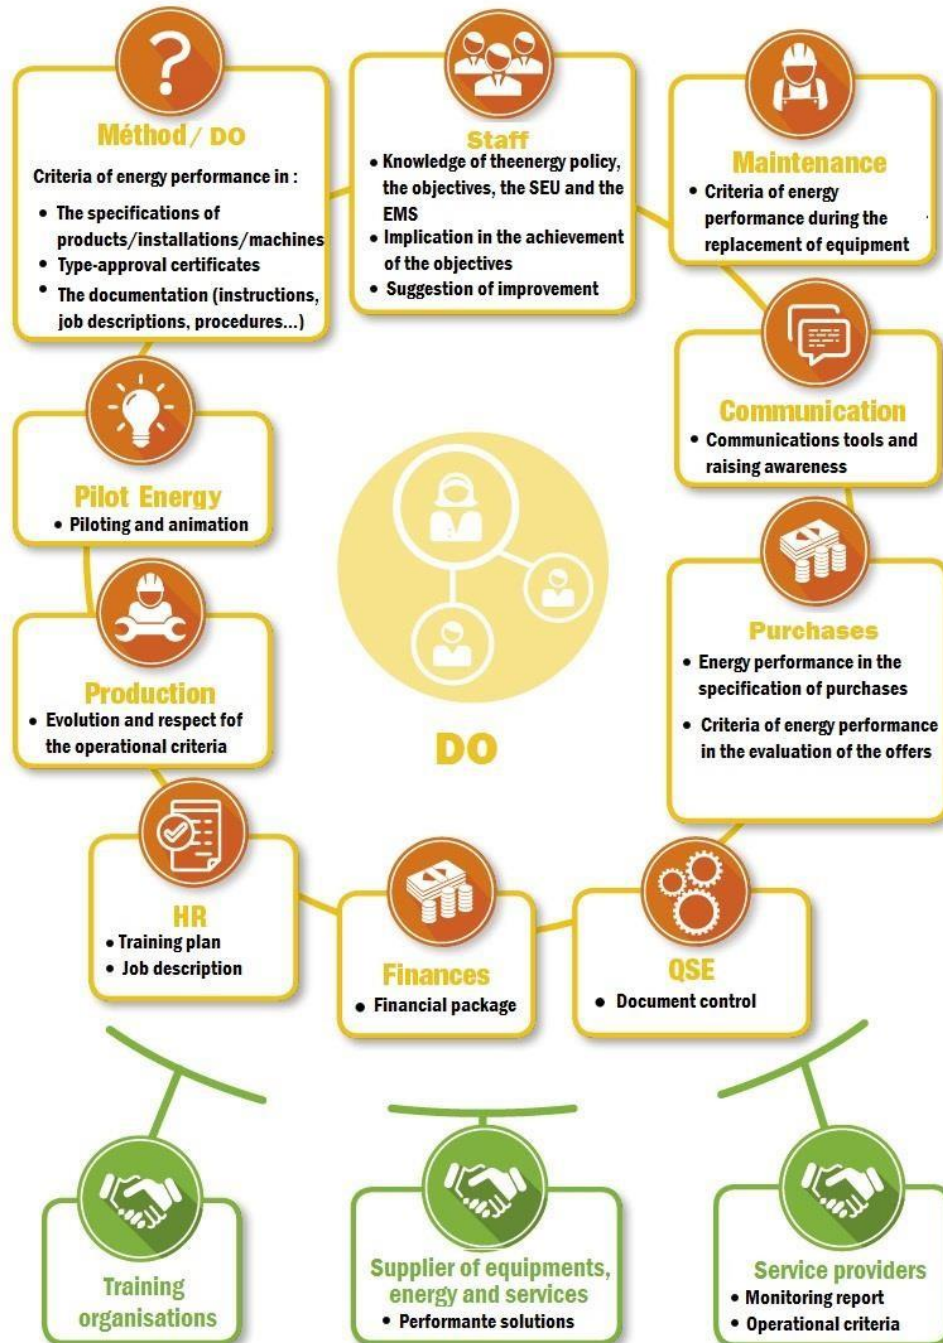 Méthod / DO
Criteria of energy performance in :
• The specifications of
products/installations/machines
• Type-approval certificates
• The documentation (instructions,
job descriptions, procedures...)
Staff
• Knowledge of theenergy policy,
the objectives, the SEU and the
EMS
• Implication in the achievement
of the objectives
• Suggestion of improvement
Maintenance
• Criteria of energy
performance during the
replacement of equipment
Communication
• Communications tools and
raising awareness
Pilot Energy
• Piloting and animation
Purchases
• Energy performance in the
specification of purchases
• Criteria of energy performance
in the evaluation of the offers
Production
• Evolution and respect fof
the operational criteria
DO
HR
• Training plan
• Job description
Finances
• Financial package
QSE
• Document control
Training
organisations
Supplier of equipments,
energy and services
• Performante solutions
Service providers
• Monitoring report
• Operational criteria